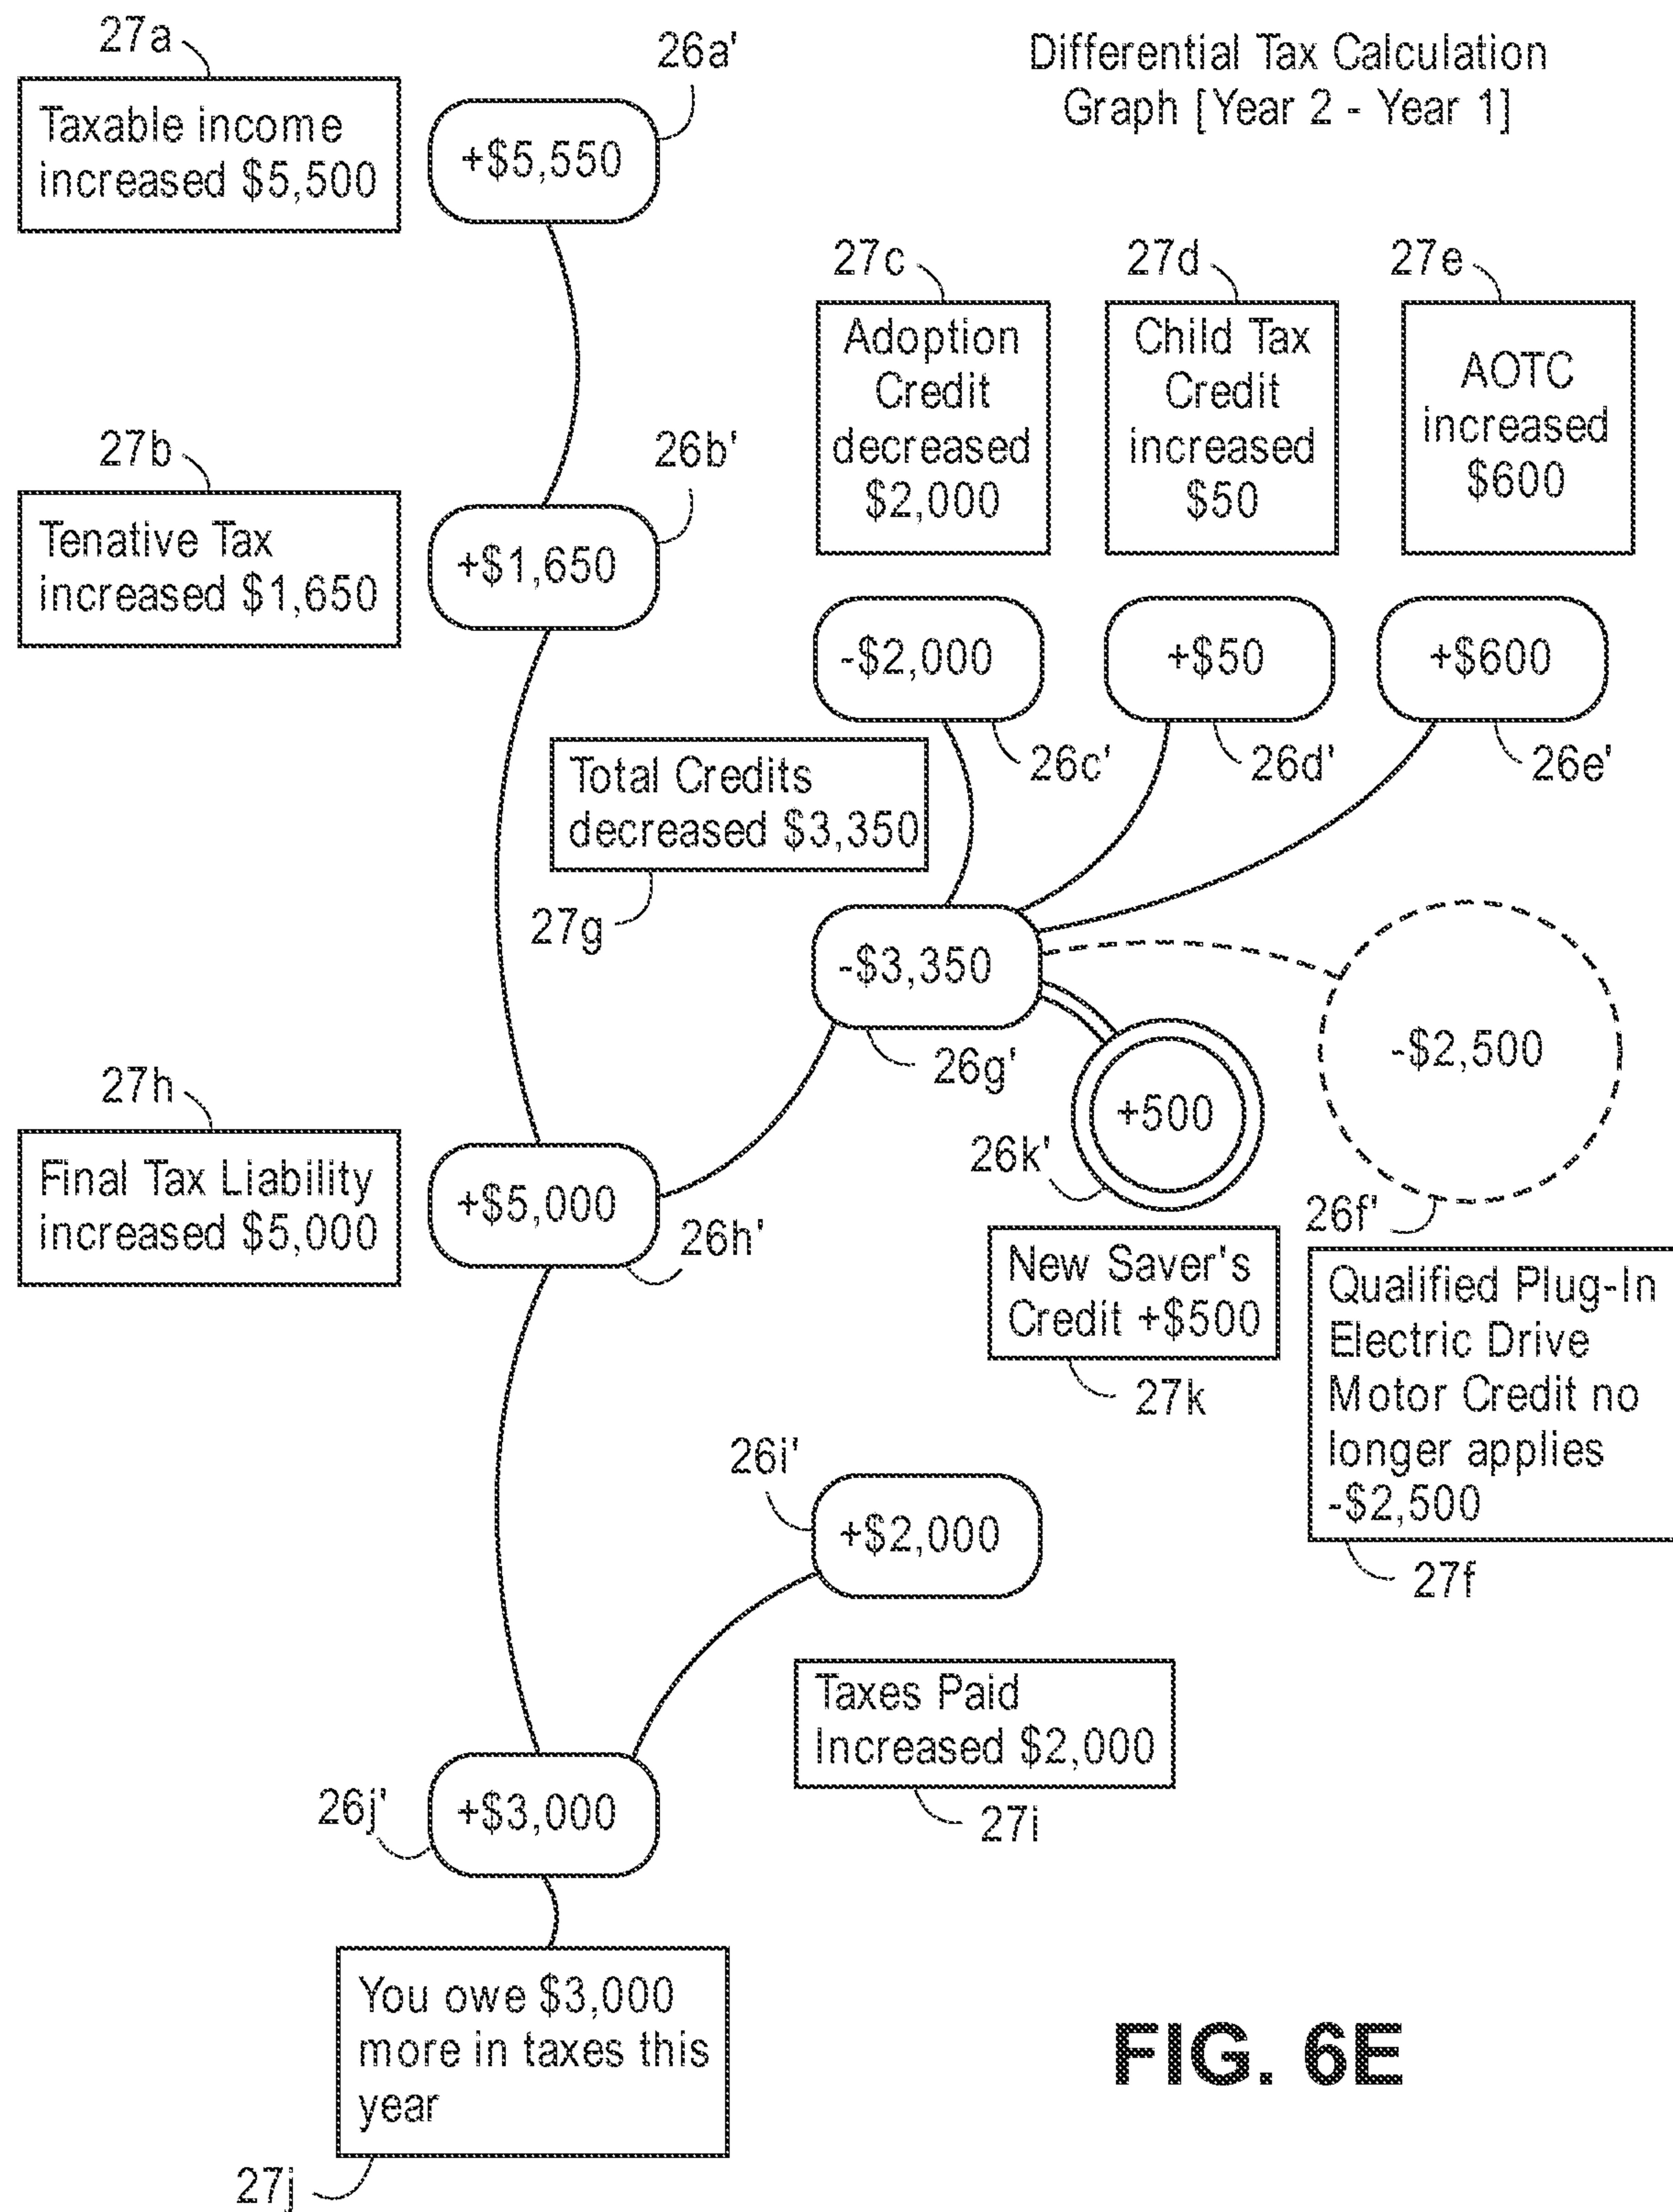 27a
26a'
Differential Tax Calculation
Graph [Year 2 - Year 1]
Taxable income
increased $5,500
+$5,550
27c
27d
27e
Adoption
Credit
decreased
$2,000
Child Tax
Credit
increased
$50
AOTC
increased
$600
27b
26b'
Tenative Tax
increased $1,650
+$1,650
-$2,000
+$50
+$600
26c'
26d'
26e'
Total Credits
decreased $3,350
27g
-$3,350
26g'
-$2,500
+500
26k'
26f'
27h
Final Tax Liability
increased $5,000
+$5,000
26h'
New Saver's
Credit +$500
27k
Qualified Plug-In
Electric Drive
Motor Credit no
longer applies
-$2,500
27f
26i'
+$2,000
Taxes Paid
Increased $2,000
27i
26j'
+$3,000
You owe $3,000
more in taxes this
year
27j
FIG. 6E